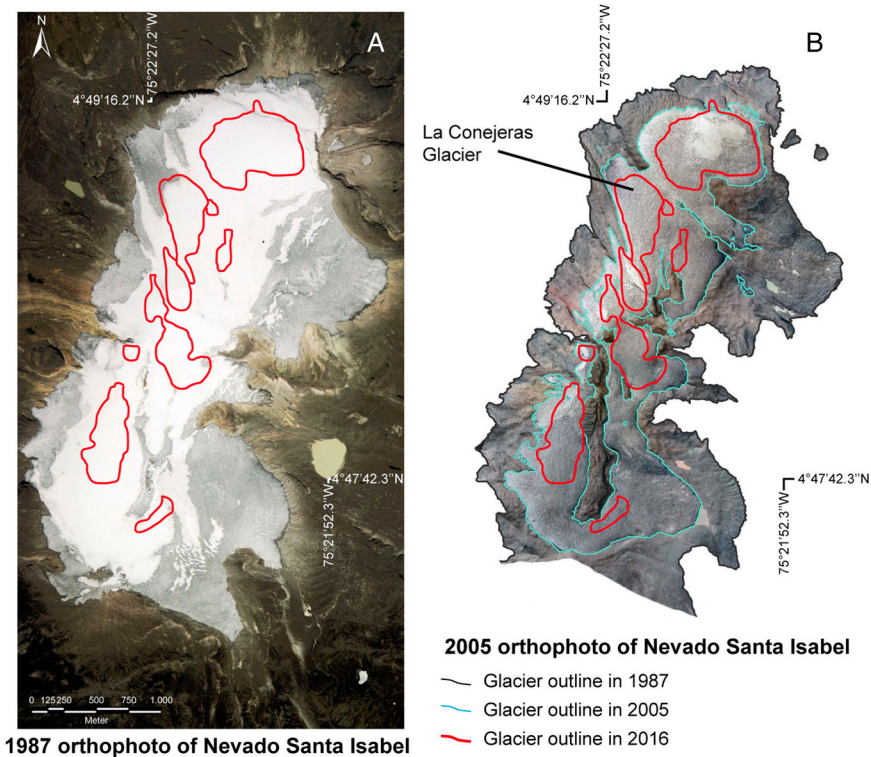 N
A
75°22'27.2''W
4°49'16.2''N
4°47'42.3''N
75°21'52.3''W
0 125 250 500 750 1.000
Meter
1987 orthophoto of Nevado Santa Isabel
B
75°22'27.2''W
4°49'16.2''N
La Conejeras
Glacier
4°47'42.3''N
75°21'52.3''W
2005 orthophoto of Nevado Santa Isabel
Glacier outline in 1987
Glacier outline in 2005
Glacier outline in 2016